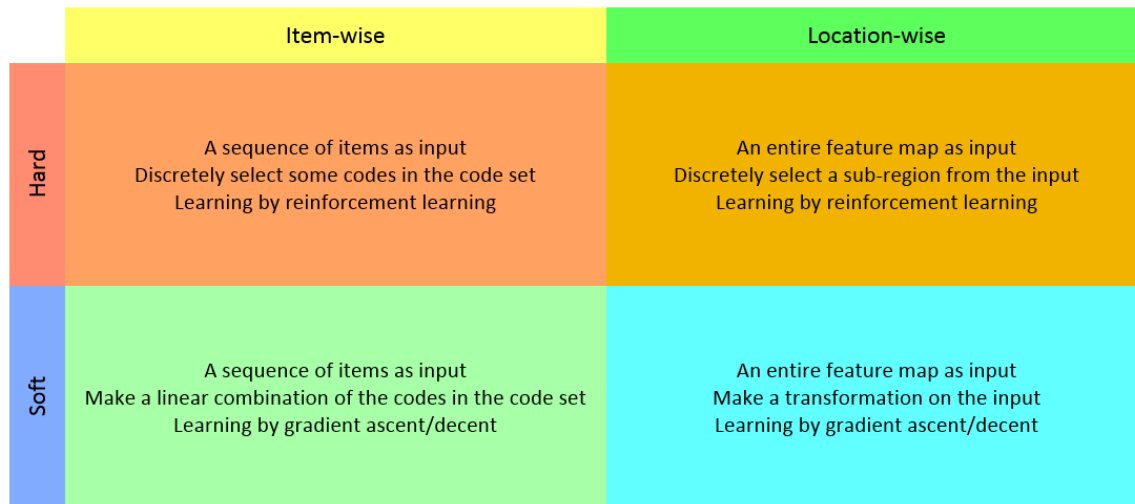 Item-wise
Location-wise
Hard
A sequence of items as input
Discretely select some codes in the code set
Learning by reinforcement learning
An entire feature map as input
Discretely select a sub-region from the input
Learning by reinforcement learning
Soft
A sequence of items as input
Make a linear combination of the codes in the code set
Learning by gradient ascent/decent
An entire feature map as input
Make a transformation on the input
Learning by gradient ascent/decent